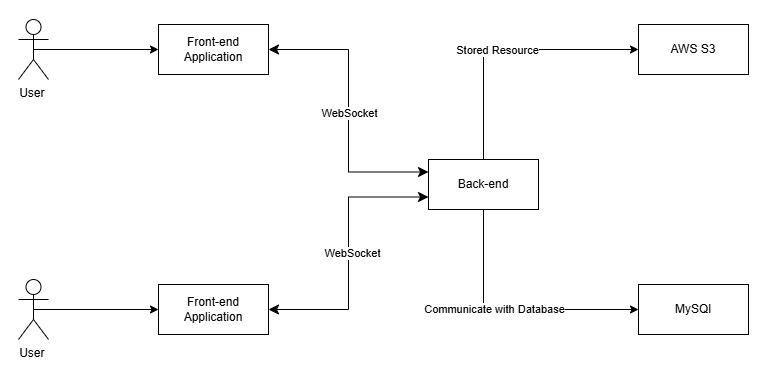 Front-end
Application
Stored Resource
AWS S3
User
WebSocket
Back-end
WebSocket
Front-end
Application
Communicate with Database
MySQl
User